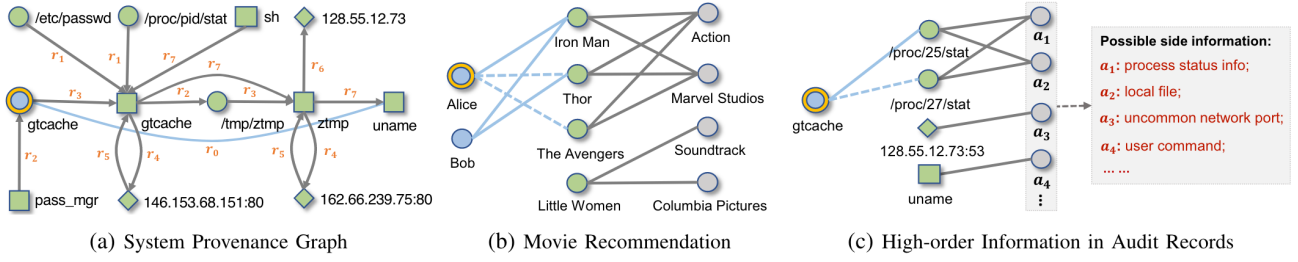 /etc/passwd
/proc/pid/stat
sh
128.55.12.73
r1
r1
r7
r7
r6
r3
r2
r3
r7
gtcache
gtcache
/tmp/ztmp
ztmp
uname
r0
r2
r5
r4
r5
r4
pass_mgr
146.153.68.151:80
162.66.239.75:80
(a) System Provenance Graph
Iron Man
Action
Alice
Thor
Marvel Studios
Bob
The Avengers
Soundtrack
Little Women
Columbia Pictures
(b) Movie Recommendation
/proc/25/stat
a1
gtcache
/proc/27/stat
a2
128.55.12.73:53
a3
uname
a4
⋮
Possible side information:
a1: process status info;
a2: local file;
a3: uncommon network port;
a4: user command;
... ...
(c) High-order Information in Audit Records